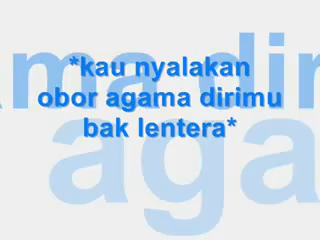 *kau nyalakan
obor agama dirimu
bak lentera*